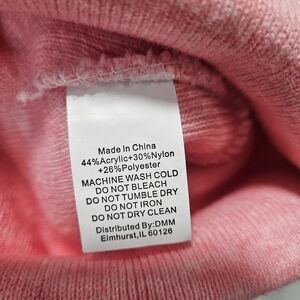 Made In China
44%Acrylic+30%Nylon
+26%Polyester
MACHINE WASH COLD
DO NOT BLEACH
DO NOT TUMBLE DRY
DO NOT IRON
DO NOT DRY CLEAN
Distributed By:DMM
Elmhurst,IL 60126